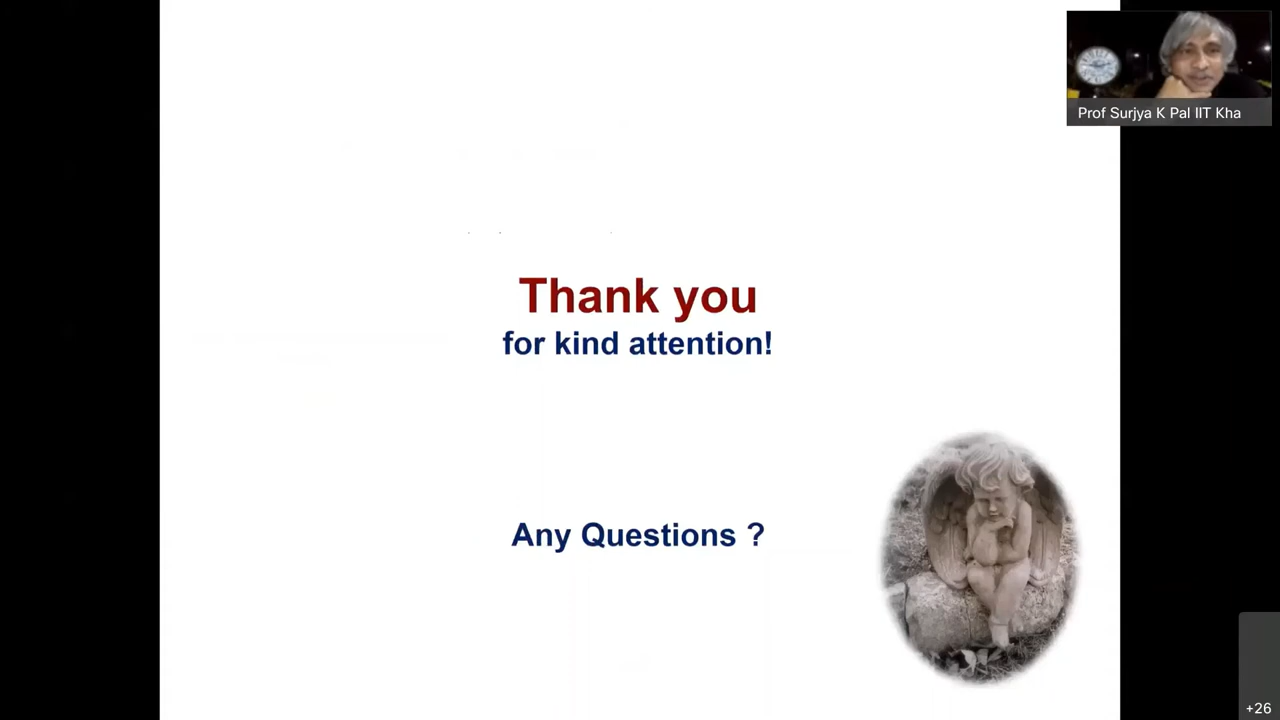 Prof Surjya K Pal IIT Kha
Thank you
for kind attention!
Any Questions ?
+26